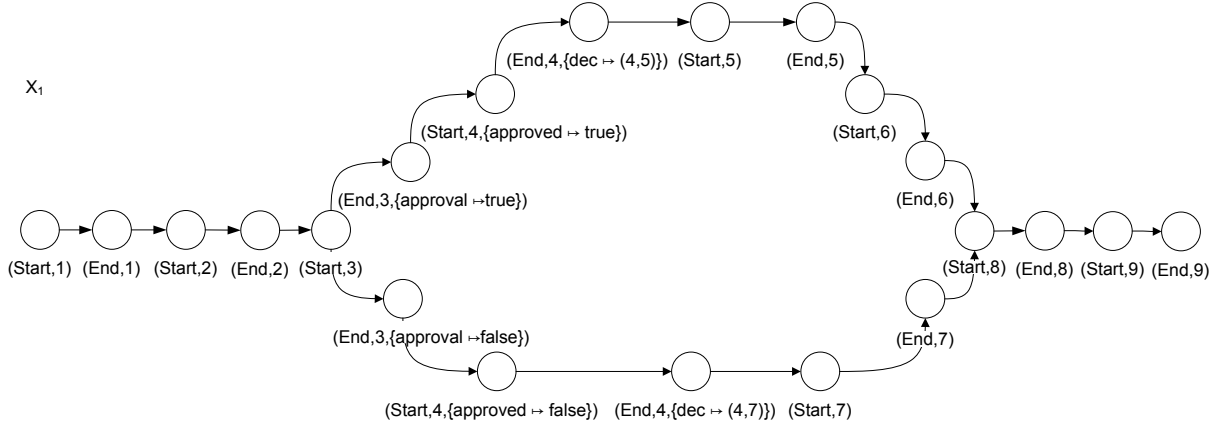 (End,4,{dec ↦ (4,5)}) (Start,5) (End,5)
X₁
(Start,4,{approved ↦ true}) (Start,6)
(End,3,{approval ↦true}) (End,6)
(Start,1) (End,1) (Start,2) (End,2) (Start,3) (Start,8) (End,8) (Start,9) (End,9)
(End,3,{approval ↦false}) (End,7)
(Start,4,{approved ↦ false}) (End,4,{dec ↦ (4,7)}) (Start,7)